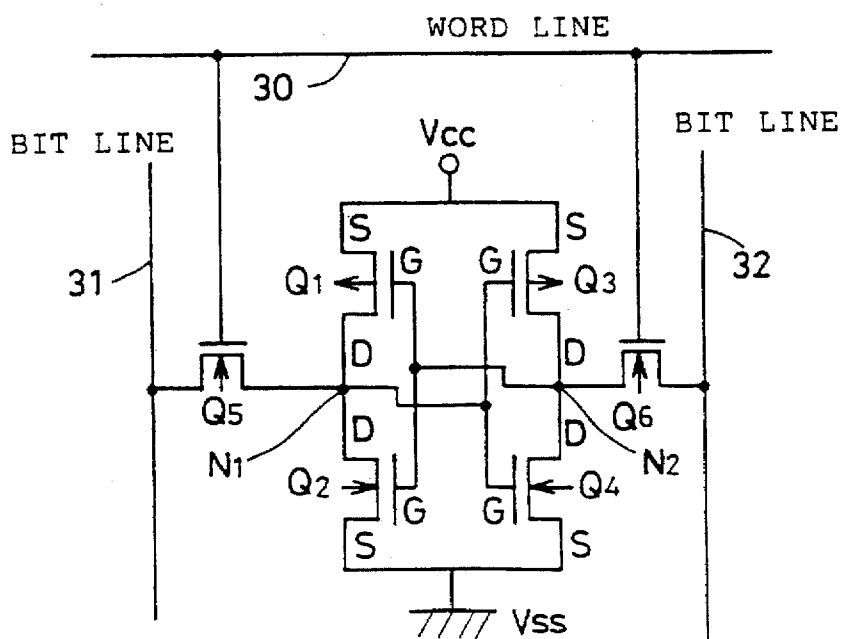 WORD LINE
30
BIT LINE
BIT LINE
Vcc
S
S
31
32
Q1
G
G
Q3
D
D
Q5
Q6
N1
D
D
N2
Q2
G
G
Q4
S
S
Vss